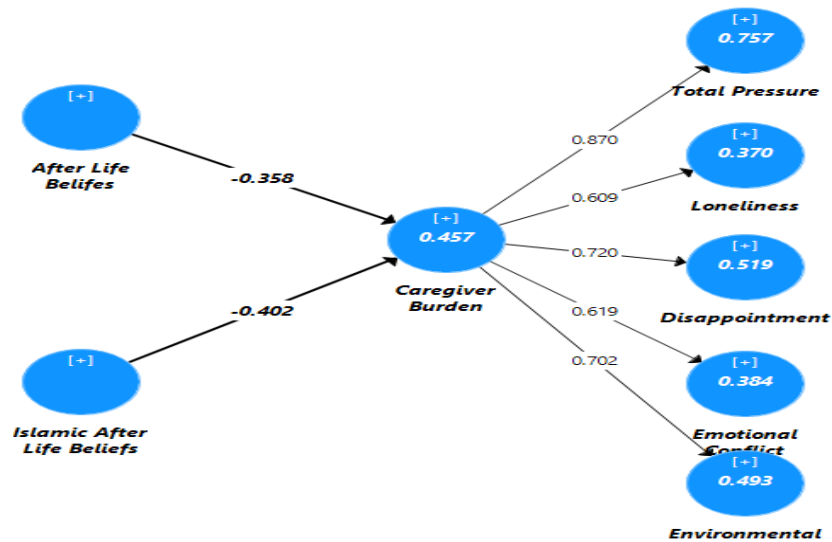 [+]
0.757
Total Pressure
[+]
After Life
Belifes
-0.358
0.870
[+]
0.370
Loneliness
0.609
[+]
0.457
Caregiver
Burden
0.720
[+]
0.519
Disappointment
-0.402
0.619
[+]
Islamic After
Life Beliefs
0.702
[+]
0.384
Emotional
Conflict
[+]
0.493
Environmental